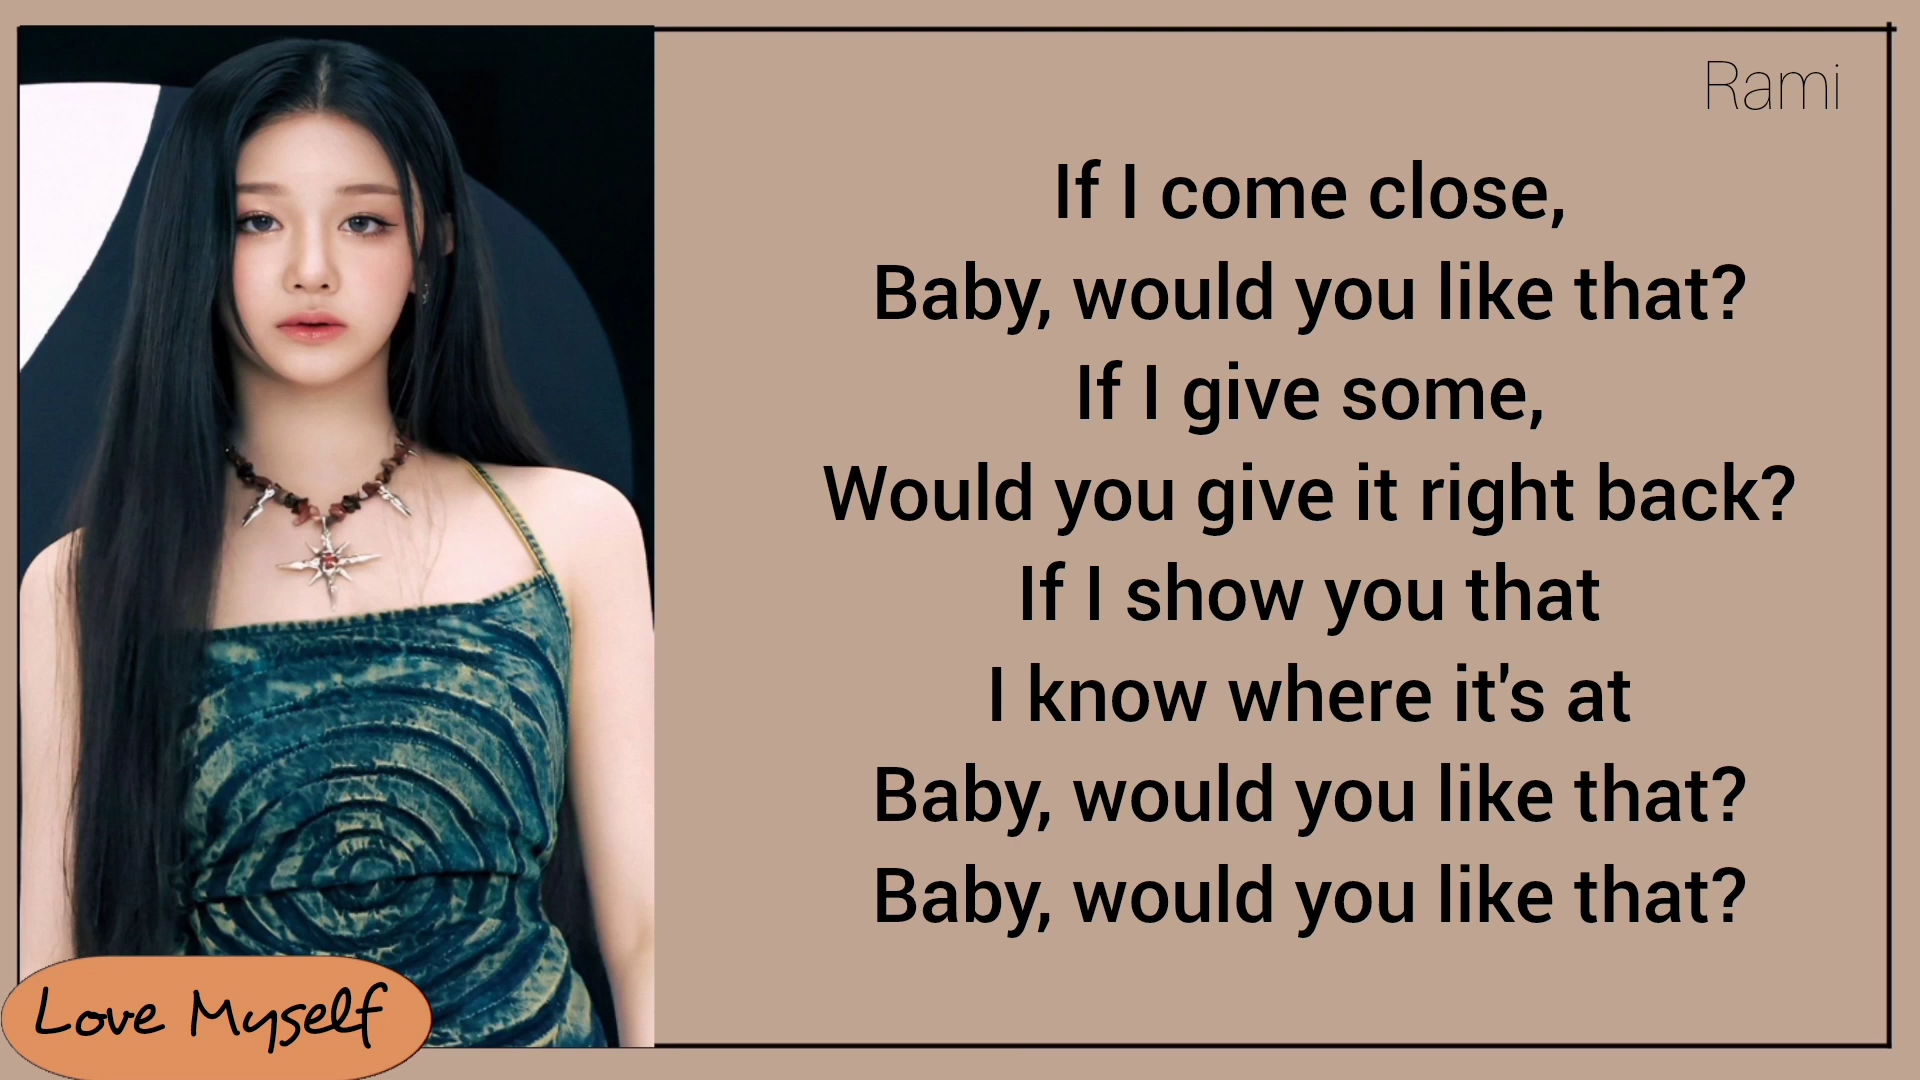 Rami
If I come close,
Baby, would you like that?
If I give some,
Would you give it right back?
If I show you that
I know where it's at
Baby, would you like that?
Baby, would you like that?
Love Myself